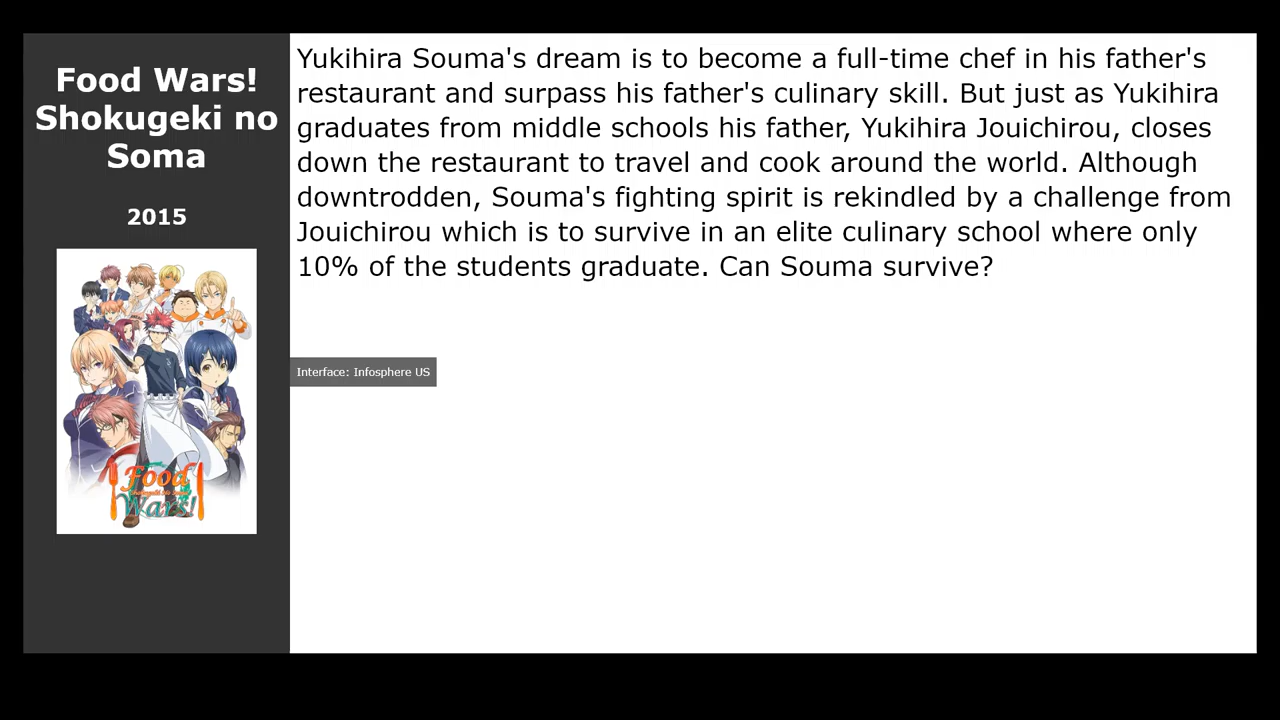 Food Wars!
Shokugeki no
Soma
2015
Food
Wars!
Yukihira Souma's dream is to become a full-time chef in his father's
restaurant and surpass his father's culinary skill. But just as Yukihira
graduates from middle schools his father, Yukihira Jouichirou, closes
down the restaurant to travel and cook around the world. Although
downtrodden, Souma's fighting spirit is rekindled by a challenge from
Jouichirou which is to survive in an elite culinary school where only
10% of the students graduate. Can Souma survive?
Interface: Infosphere US